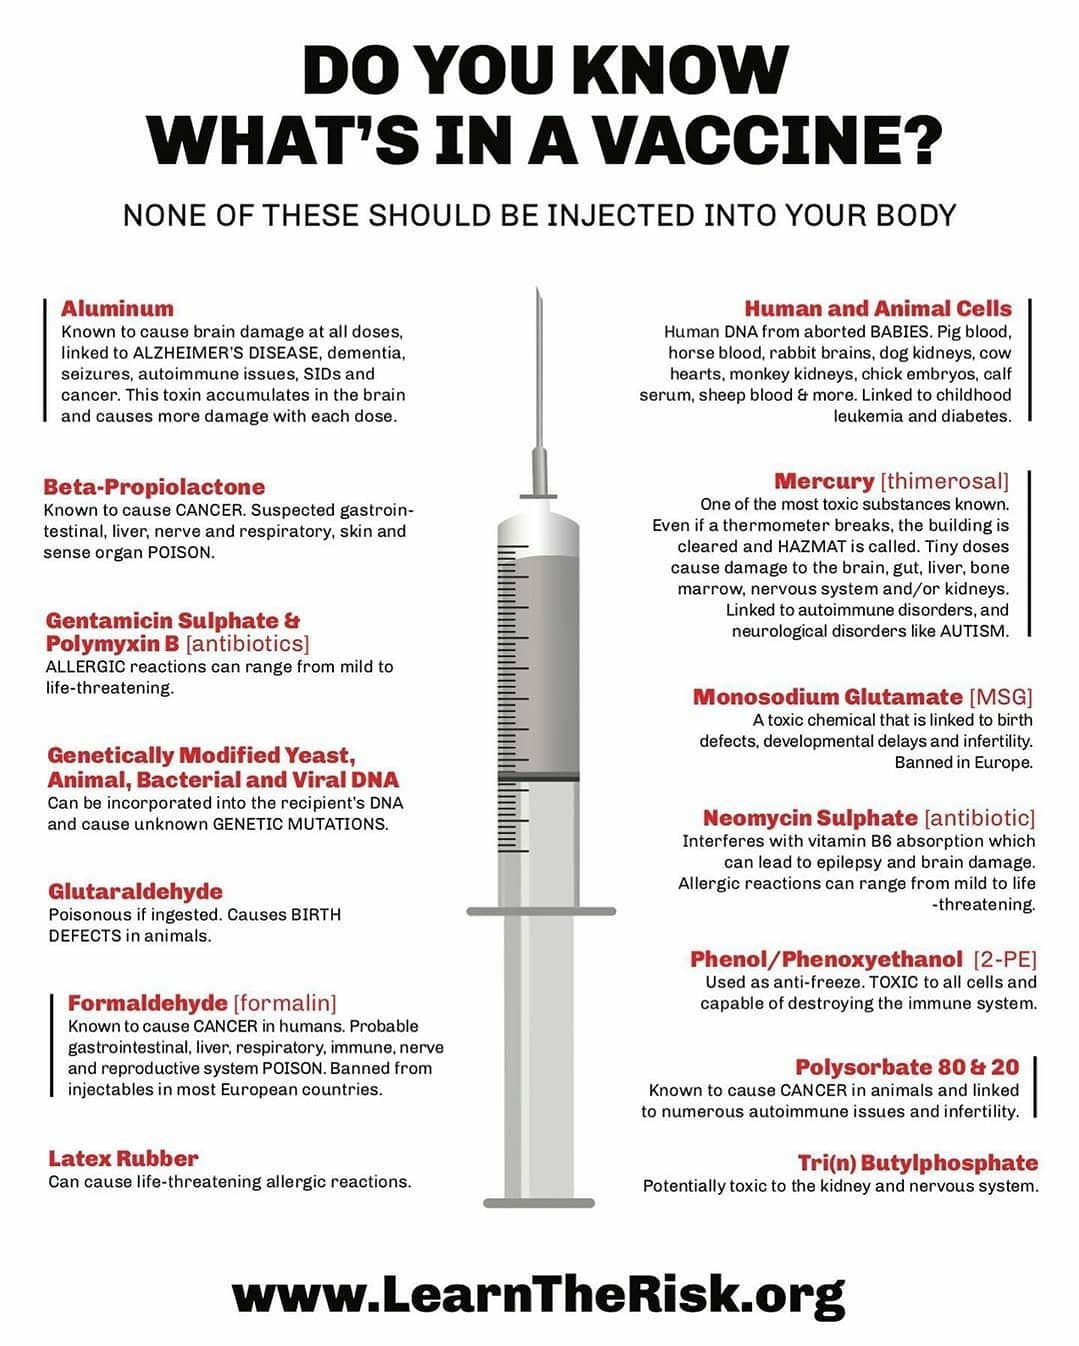 DO YOU KNOW
WHAT'S IN A VACCINE?
NONE OF THESE SHOULD BE INJECTED INTO YOUR BODY
Aluminum
Known to cause brain damage at all doses,
linked to ALZHEIMER'S DISEASE, dementia,
seizures, autoimmune issues, SIDs and
cancer. This toxin accumulates in the brain
and causes more damage with each dose.
Beta-Propiolactone
Known to cause CANCER. Suspected gastroin-
testinal, liver, nerve and respiratory, skin and
sense organ POISON.
Gentamicin Sulphate &
Polymyxin B [antibiotics]
ALLERGIC reactions can range from mild to
life-threatening.
Genetically Modified Yeast,
Animal, Bacterial and Viral DNA
Can be incorporated into the recipient's DNA
and cause unknown GENETIC MUTATIONS.
Glutaraldehyde
Poisonous if ingested. Causes BIRTH
DEFECTS in animals.
Formaldehyde [formalin]
Known to cause CANCER in humans. Probable
gastrointestinal, liver, respiratory, immune, nerve
and reproductive system POISON. Banned from
injectables in most European countries.
Latex Rubber
Can cause life-threatening allergic reactions.
Human and Animal Cells
Human DNA from aborted BABIES. Pig blood,
horse blood, rabbit brains, dog kidneys, cow
hearts, monkey kidneys, chick embryos, calf
serum, sheep blood & more. Linked to childhood
leukemia and diabetes.
Mercury [thimerosal]
One of the most toxic substances known.
Even if a thermometer breaks, the building is
cleared and HAZMAT is called. Tiny doses
cause damage to the brain, gut, liver, bone
marrow, nervous system and/or kidneys.
Linked to autoimmune disorders, and
neurological disorders like AUTISM.
Monosodium Glutamate [MSG]
A toxic chemical that is linked to birth
defects, developmental delays and infertility.
Banned in Europe.
Neomycin Sulphate [antibiotic]
Interferes with vitamin B6 absorption which
can lead to epilepsy and brain damage.
Allergic reactions can range from mild to life
-threatening.
Phenol/Phenoxyethanol [2-PE]
Used as anti-freeze. TOXIC to all cells and
capable of destroying the immune system.
Polysorbate 80 & 20
Known to cause CANCER in animals and linked
to numerous autoimmune issues and infertility.
Tri(n) Butylphosphate
Potentially toxic to the kidney and nervous system.
www.LearnTheRisk.org